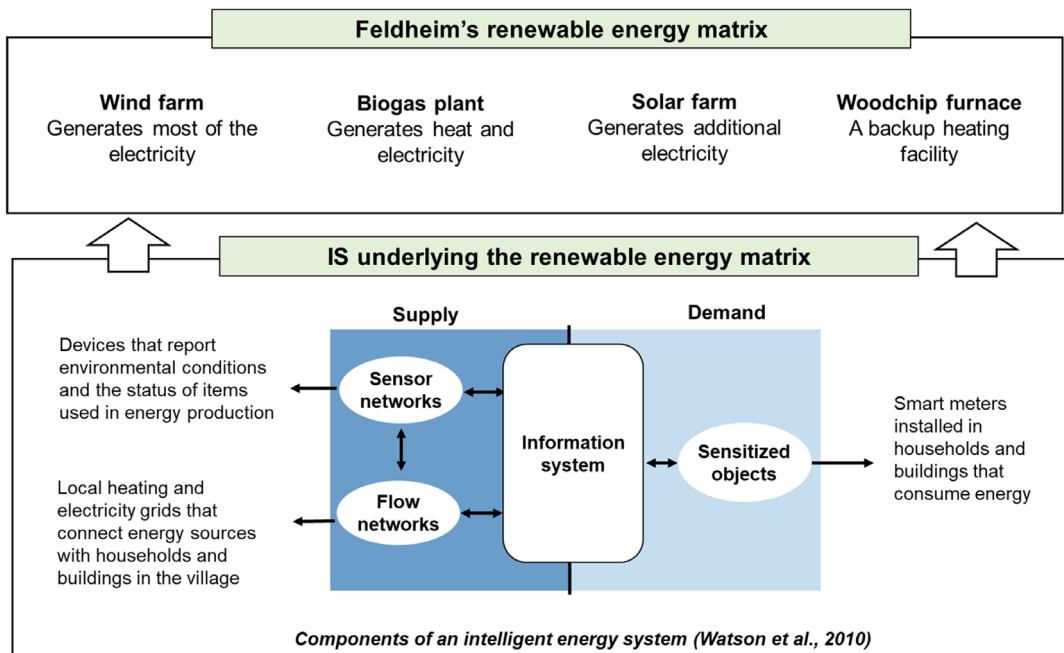 Feldheim's renewable energy matrix
Wind farm
Generates most of the
electricity
Biogas plant
Generates heat and
electricity
Solar farm
Generates additional
electricity
Woodchip furnace
A backup heating
facility
IS underlying the renewable energy matrix
Supply
Demand
Devices that report
environmental conditions
and the status of items
used in energy production
Sensor
networks
Local heating and
electricity grids that
connect energy sources
with households and
buildings in the village
Flow
networks
Information
system
Sensitized
objects
Smart meters
installed in
households and
buildings that
consume energy
Components of an intelligent energy system (Watson et al., 2010)